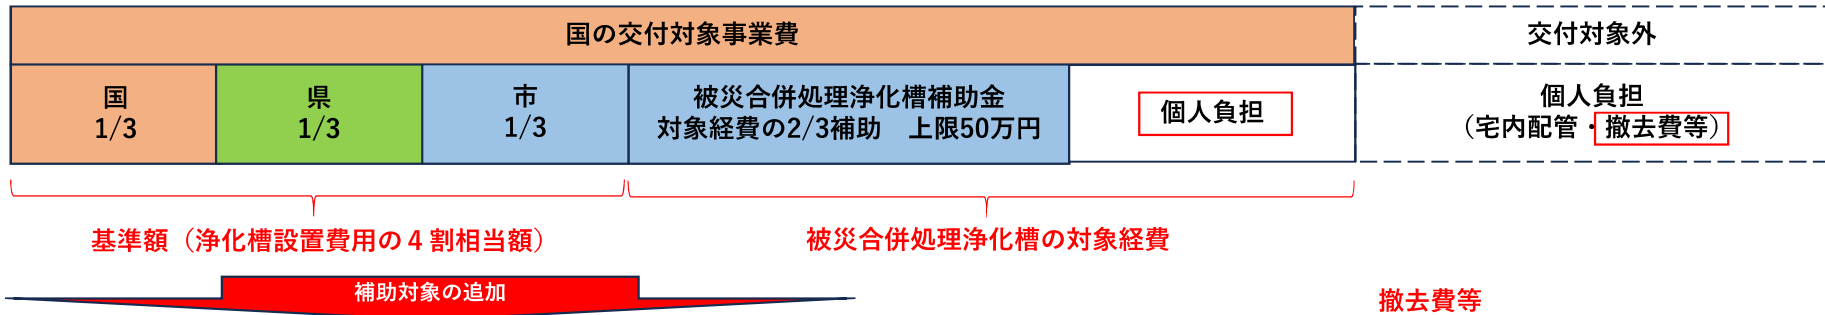 国の交付対象事業費
交付対象外
国
1/3
県
1/3
市
1/3
被災合併処理浄化槽補助金
対象経費の2/3補助　上限50万円
個人負担
個人負担
（宅内配管・撤去費等）
基準額（浄化槽設置費用の４割相当額）
被災合併処理浄化槽の対象経費
補助対象の追加
撤去費等